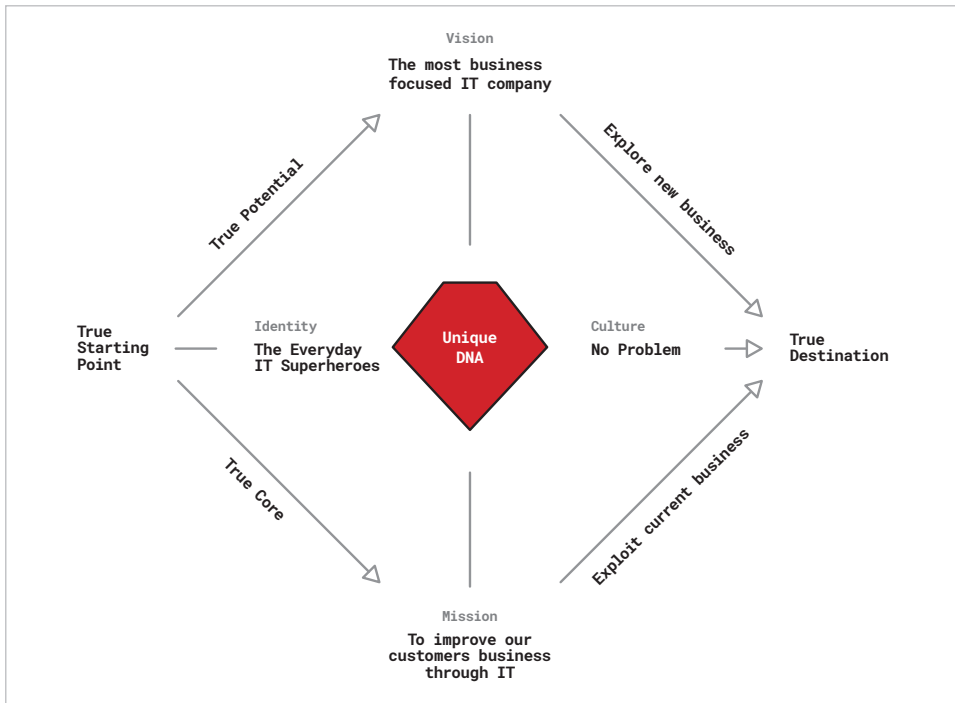 Vision
The most business
focused IT company
True Potential
Explore new business
True
Starting
Point
Identity
The Everyday
IT Superheroes
Unique
DNA
Culture
No Problem
True
Destination
True Core
Exploit current business
Mission
To improve our
customers business
through IT